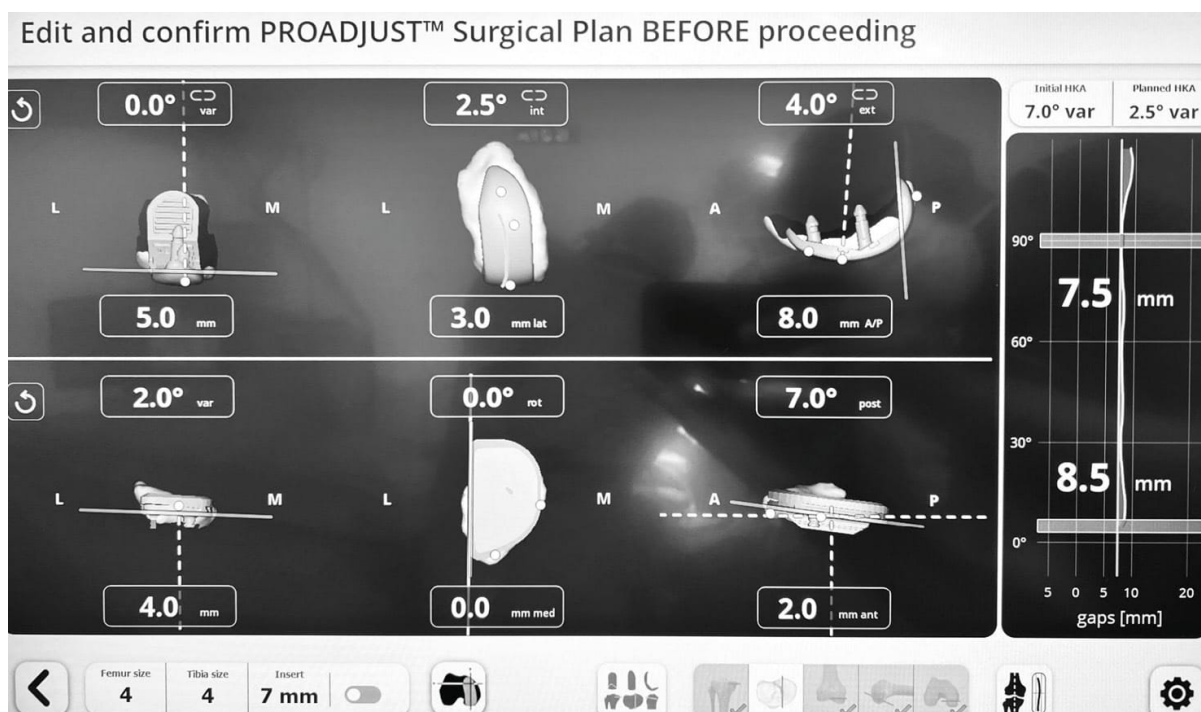 Edit and confirm PROADJUST™ Surgical Plan BEFORE proceeding
0.0° var
2.5° int
4.0° ext
Initial HKA
7.0° var
Planned HKA
2.5° var
L M L M A P
5.0 mm
3.0 mm lat
8.0 mm A/P
2.0° var
0.0° rot
7.0° post
L M L M A P
4.0 mm
0.0 mm med
2.0 mm ant
90°
7.5 mm
60°
30°
8.5 mm
0°
5 0 5 10 20
gaps [mm]
Femur size
4
Tibia size
4
Insert
7 mm